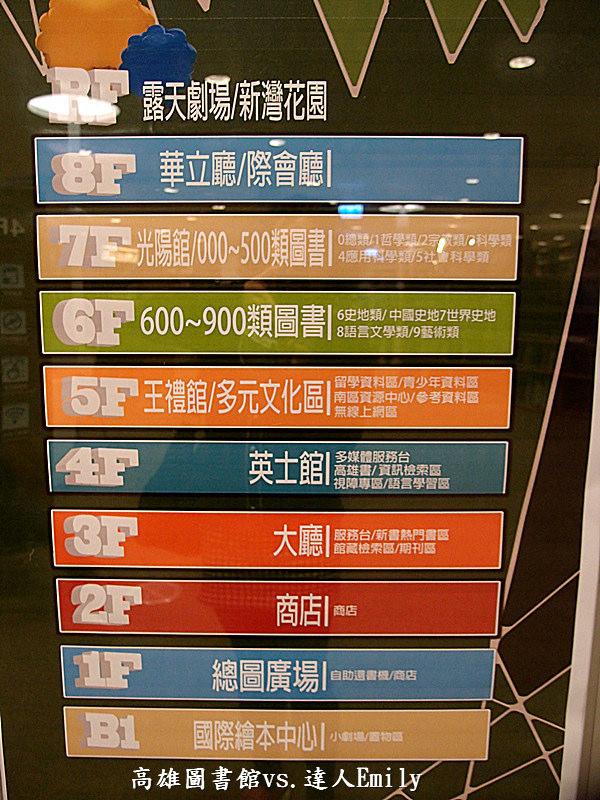 RF 露天劇場/新灣花園
8F 華立廳/際會廳
7F 光陽館/000~500類圖書 0總類/1哲學類/2宗教類/3科學類
4應用科學類/5社會科學類
6F 600~900類圖書 6史地類/ 中國史地7世界史地
8語言文學類/9藝術類
5F 王禮館/多元文化區 留學資料區/青少年資料區
南區資源中心/參考資料區
無線上網區
4F 英士館 多媒體服務台
高雄書/ 資訊檢索區
視障專區/語言學習區
3F 大廳 服務台/新書熱門書區
館藏檢索區/期刊區
2F 商店 商店
1F 總圖廣場 自助還書機/商店
B1 國際繪本中心 小劇場/置物區
高雄圖書館vs.達人Emily